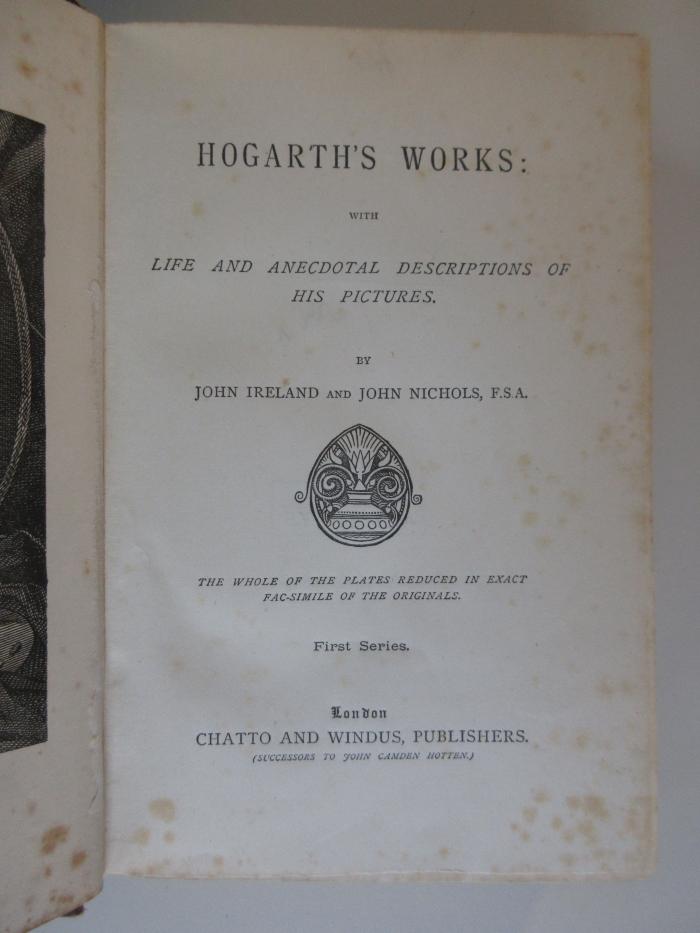 HOGARTH'S WORKS:
WITH
LIFE AND ANECDOTAL DESCRIPTIONS OF
HIS PICTURES.
BY
JOHN IRELAND AND JOHN NICHOLS, F.S.A.
THE WHOLE OF THE PLATES REDUCED IN EXACT
FAC-SIMILE OF THE ORIGINALS.
First Series.
London
CHATTO AND WINDUS, PUBLISHERS.
(SUCCESSORS TO JOHN CAMDEN HOTTEN.)